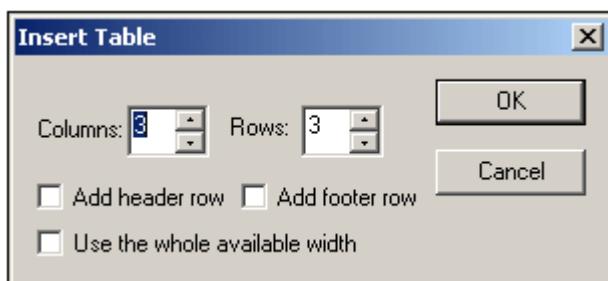 Insert Table
OK
Columns: 3 Rows: 3
Cancel
Add header row Add footer row
Use the whole available width